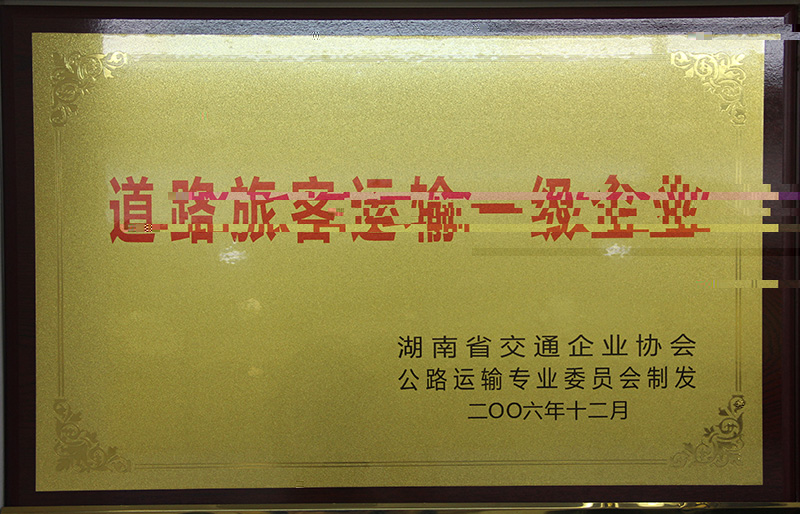 道路旅客运输一级企业
湖南省交通企业协会
公路运输专业委员会制发
二〇〇六年十二月